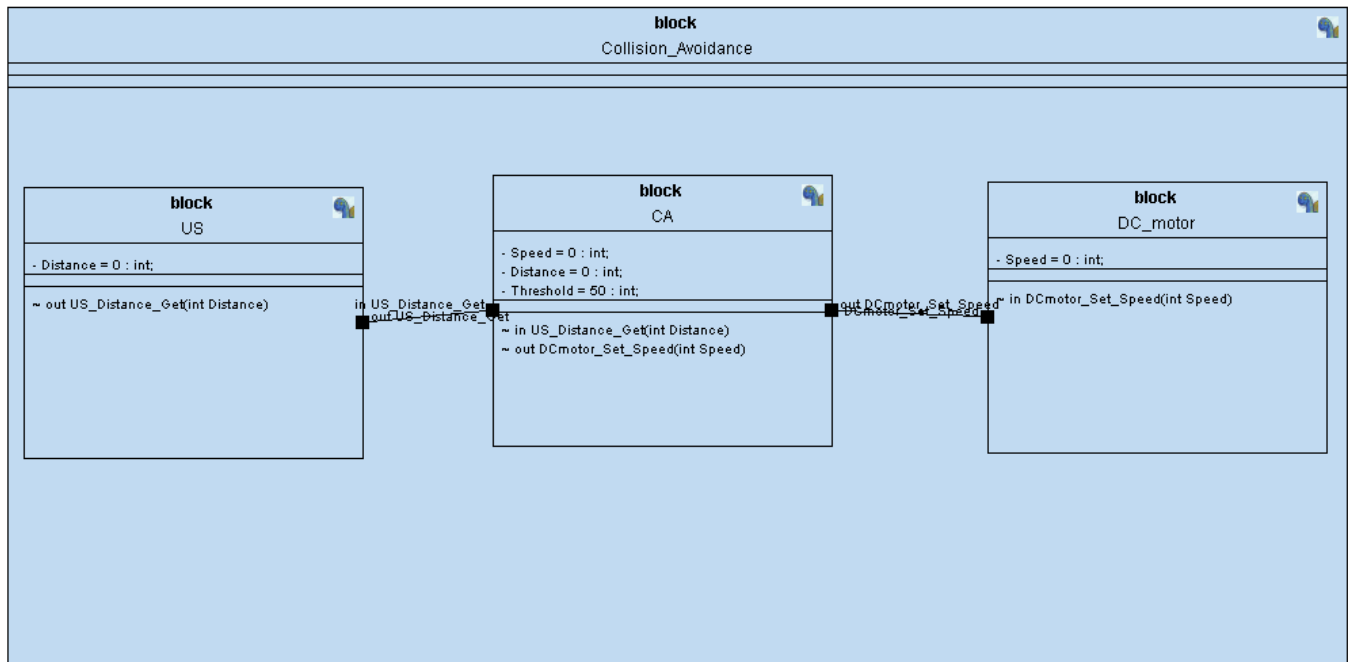 block
Collision_Avoidance
block
US
- Distance = 0 : int;
~ out US_Distance_Get(int Distance)
in US_Distance_Get
out US_Distance_Get
block
CA
- Speed = 0 : int;
- Distance = 0 : int;
- Threshold = 50 : int;
~ in US_Distance_Get(int Distance)
~ out DCmotor_Set_Speed(int Speed)
out DCmotor_Set_Speed
DCmotor_Set_Speed
block
DC_motor
- Speed = 0 : int;
~ in DCmotor_Set_Speed(int Speed)